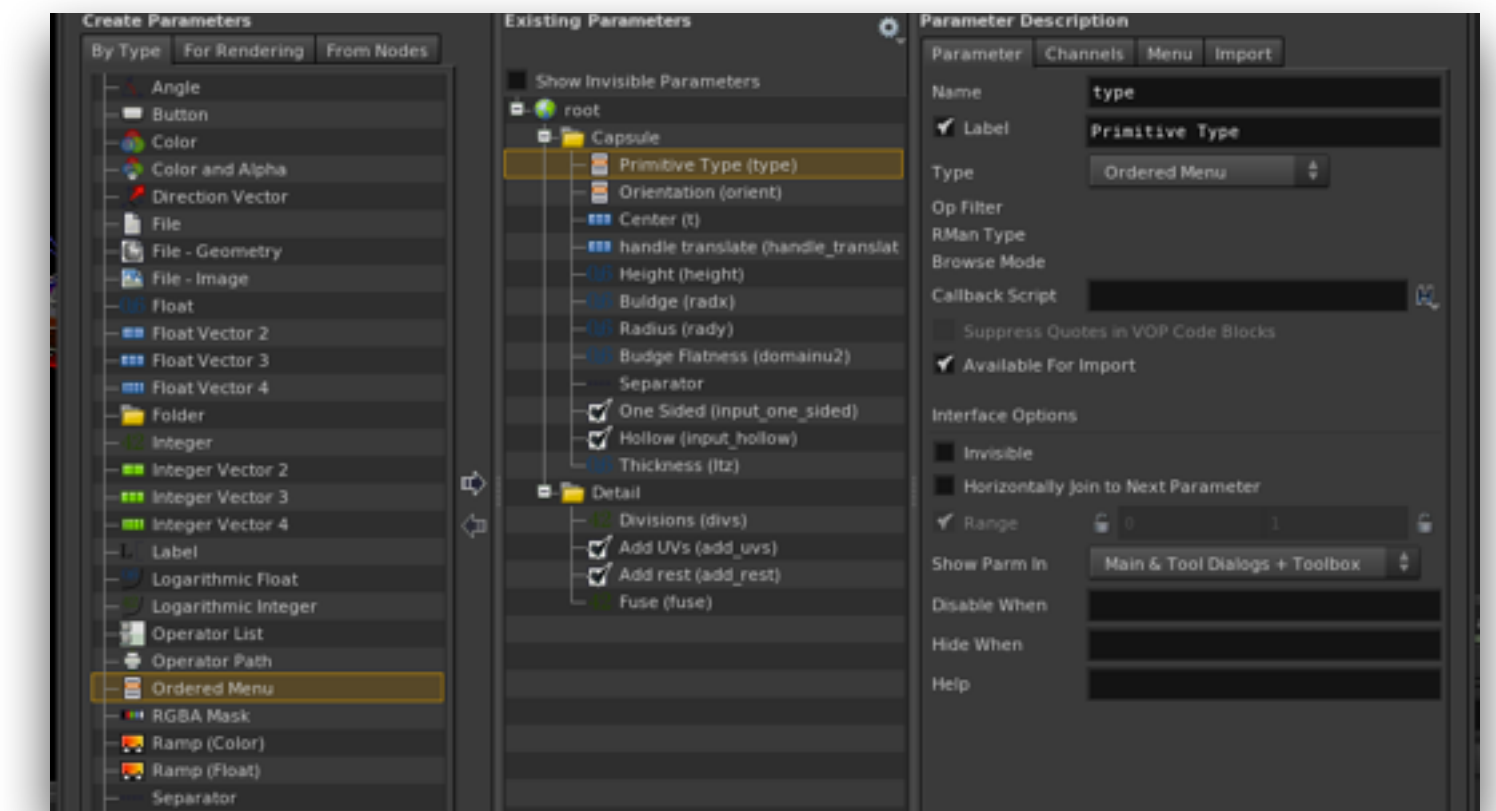 Create Parameters
By Type For Rendering From Nodes
Angle
Button
Color
Color and Alpha
Direction Vector
File
File - Geometry
File - Image
Float
Float Vector 2
Float Vector 3
Float Vector 4
Folder
Integer
Integer Vector 2
Integer Vector 3
Integer Vector 4
Label
Logarithmic Float
Logarithmic Integer
Operator List
Operator Path
Ordered Menu
RGBA Mask
Ramp (Color)
Ramp (Float)
Separator
Existing Parameters
Show Invisible Parameters
root
Capsule
Primitive Type (type)
Orientation (orient)
Center (t)
handle translate (handle_translat
Height (height)
Buldge (radx)
Radius (rady)
Budge Flatness (domainu2)
Separator
One Sided (input_one_sided)
Hollow (input_hollow)
Thickness (ltz)
Detail
Divisions (divs)
Add UVs (add_uvs)
Add rest (add_rest)
Fuse (fuse)
Parameter Description
Parameter Channels Menu Import
Name type
Label Primitive Type
Type Ordered Menu
Op Filter
RMan Type
Browse Mode
Callback Script
Suppress Quotes in VOP Code Blocks
Available For Import
Interface Options
Invisible
Horizontally Join to Next Parameter
Range 0 1
Show Parm In Main & Tool Dialogs + Toolbox
Disable When
Hide When
Help